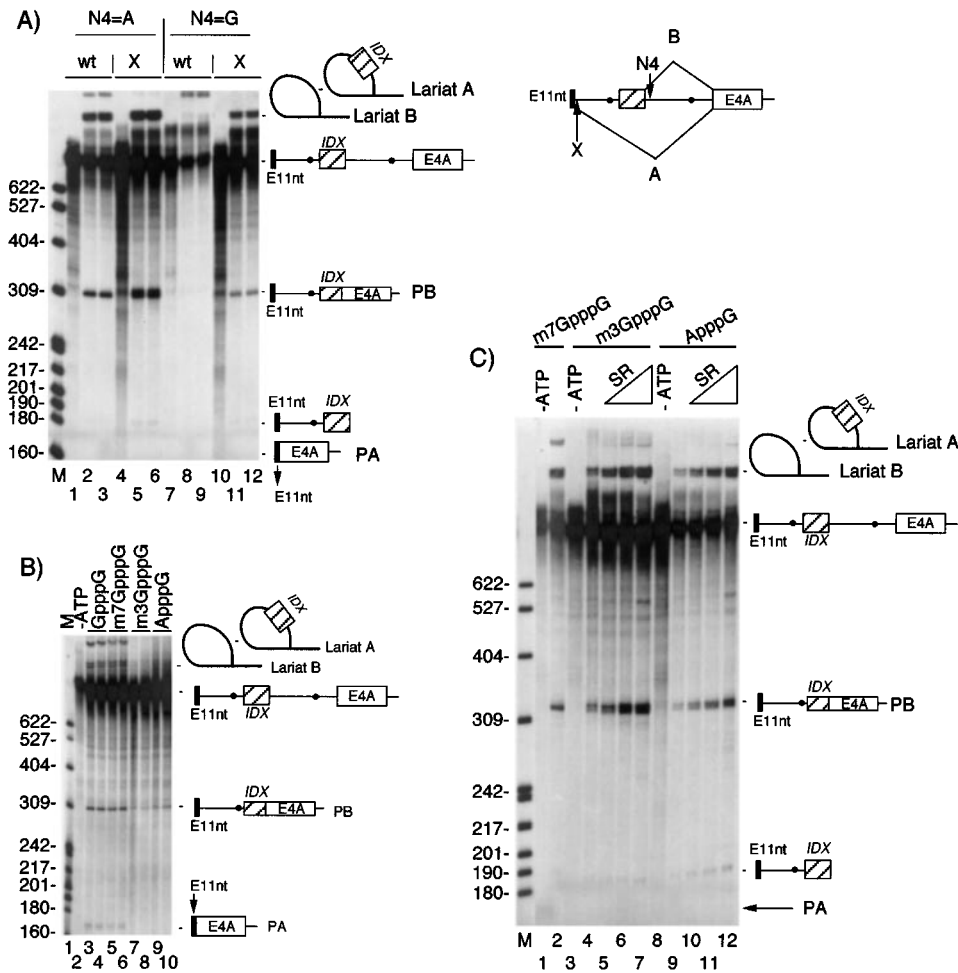 A)
N4=A N4=G
wt X wt X
IDX
Lariat A
Lariat B
IDX
E11nt E4A
622-
527-
404-
309-
242-
217-
201-
190-
180-
160-
IDX
E4A PB
E11nt
E11nt IDX
E4A PA
E11nt
M 2 4 6 8 10 12
1 3 5 7 9 11
B
N4
E11nt E4A
X
A
B)
M
-ATP
GpppG
m7GpppG
m3GpppG
ApppG
IDX
Lariat A
Lariat B
E4A
E11nt IDX
622-
527-
404-
309-
242-
217-
201-
180-
160-
IDX
E4A PB
E11nt
E11nt
E4A PA
1 3 5 7 9
2 4 6 8 10
C)
m7GpppG m3GpppG ApppG
-ATP -ATP SR -ATP SR
IDX
Lariat A
Lariat B
E4A
E11nt IDX
622-
527-
404-
309-
242-
217-
201-
190-
180-
IDX
E4A PB
E11nt
E11nt IDX
PA
M 2 4 6 8 10 12
1 3 5 7 9 11